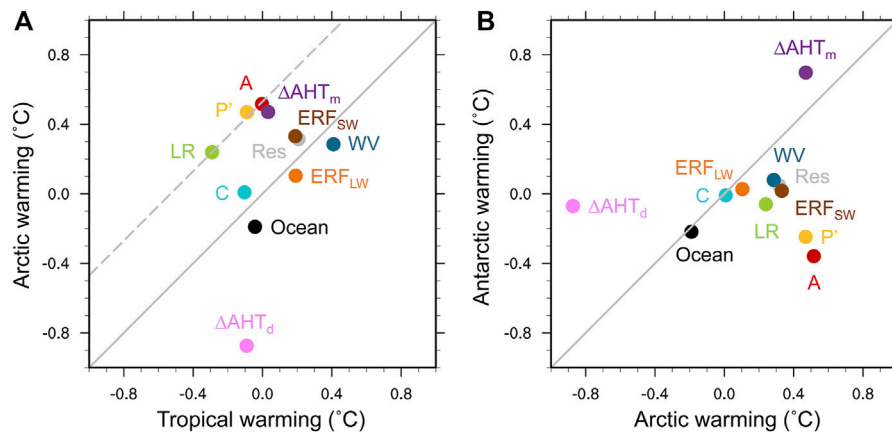 A
0.8
0.4
0.0
-0.4
-0.8
Arctic warming (˚C)
A
ΔAHTm
P'
ERFSW
WV
Res
LR
ERFLW
C
Ocean
ΔAHTd
-0.8 -0.4 0.0 0.4 0.8
Tropical warming (˚C)
B
0.8
0.4
0.0
-0.4
-0.8
Antarctic warming (˚C)
ΔAHTm
WV
ERFLW
Res
C
ΔAHTd
ERFSW
LR
P'
Ocean
A
-0.8 -0.4 0.0 0.4 0.8
Arctic warming (˚C)